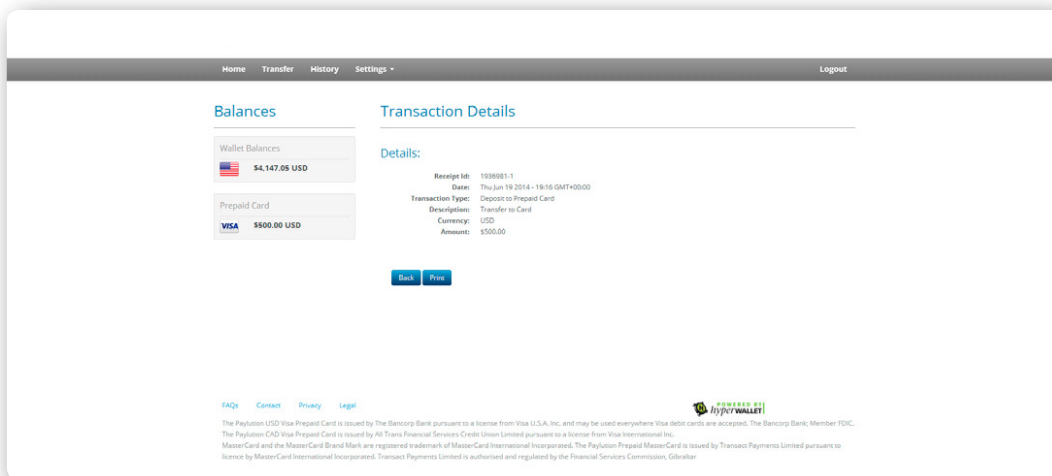 Home Transfer History Settings Logout
Balances
Wallet Balances
$4,147.05 USD
Prepaid Card
VISA $500.00 USD
Transaction Details
Details:
Receipt Id: 1936981-1
Date: Thu Jun 19 2014 - 19:16 GMT+00:00
Transaction Type: Deposit to Prepaid Card
Description: Transfer to Card
Currency: USD
Amount: $500.00
Back Print
FAQs Contact Privacy Legal
POWERED BY
hyperWALLET
The Paylution USD Visa Prepaid Card is issued by The Bancorp Bank pursuant to a license from Visa U.S.A. Inc. and may be used everywhere Visa debit cards are accepted. The Bancorp Bank; Member FDIC.
The Paylution CAD Visa Prepaid Card is issued by All Trans Financial Services Credit Union Limited pursuant to a license from Visa International Inc.
MasterCard and the MasterCard Brand Mark are registered trademark of MasterCard International Incorporated. The Paylution Prepaid MasterCard is issued by Transact Payments Limited pursuant to
licence by MasterCard International Incorporated. Transact Payments Limited is authorised and regulated by the Financial Services Commission, Gibraltar